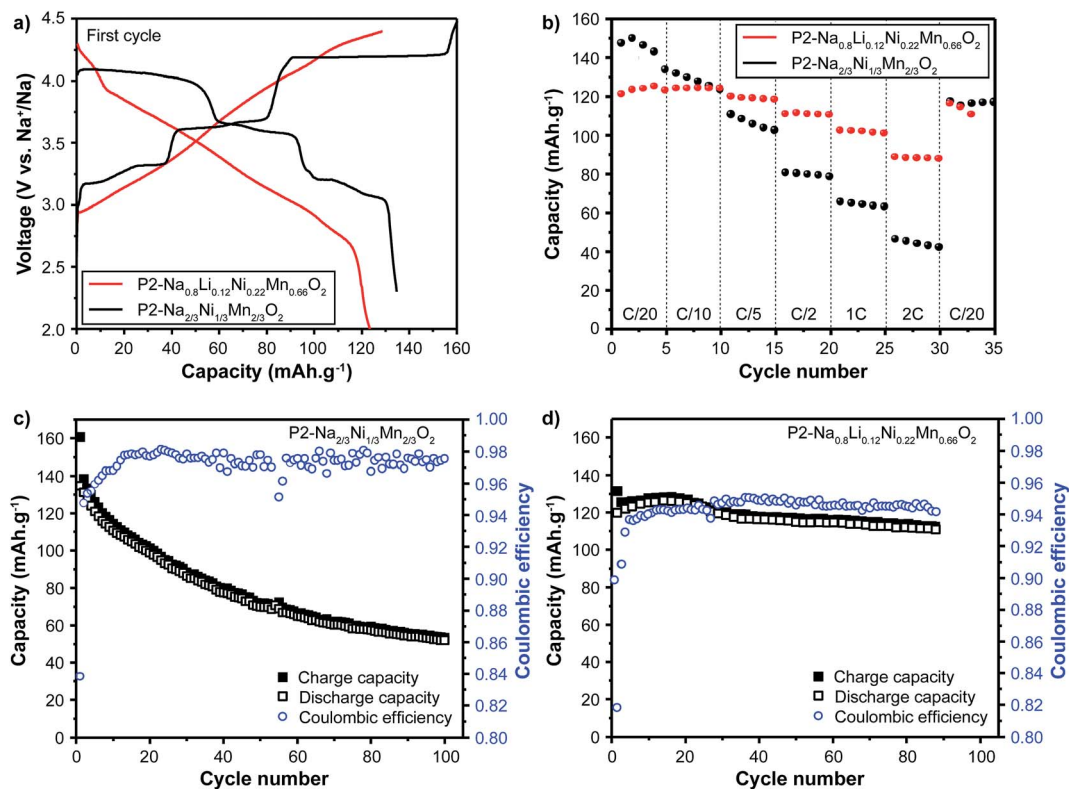 a)
First cycle
Voltage (V vs. Na⁺/Na)
4.5
4.0
3.5
3.0
2.5
2.0
P2-Na₀.₈Li₀.₁₂Ni₀.₂₂Mn₀.₆₆O₂
P2-Na₂/₃Ni₁/₃Mn₂/₃O₂
0 20 40 60 80 100 120 140 160
Capacity (mAh.g⁻¹)
b)
Capacity (mAh.g⁻¹)
160
140
120
100
80
60
40
20
0
P2-Na₀.₈Li₀.₁₂Ni₀.₂₂Mn₀.₆₆O₂
P2-Na₂/₃Ni₁/₃Mn₂/₃O₂
C/20 C/10 C/5 C/2 1C 2C C/20
0 5 10 15 20 25 30 35
Cycle number
c)
P2-Na₂/₃Ni₁/₃Mn₂/₃O₂
Capacity (mAh.g⁻¹)
160
140
120
100
80
60
40
20
0
Charge capacity
Discharge capacity
Coulombic efficiency
0 20 40 60 80 100
Cycle number
1.00
0.98
0.96
0.94
0.92
0.90
0.88
0.86
0.84
0.82
0.80
Coulombic efficiency
d)
P2-Na₀.₈Li₀.₁₂Ni₀.₂₂Mn₀.₆₆O₂
Capacity (mAh.g⁻¹)
160
140
120
100
80
60
40
20
0
Charge capacity
Discharge capacity
Coulombic efficiency
0 20 40 60 80 100
Cycle number
1.00
0.98
0.96
0.94
0.92
0.90
0.88
0.86
0.84
0.82
0.80
Coulombic efficiency